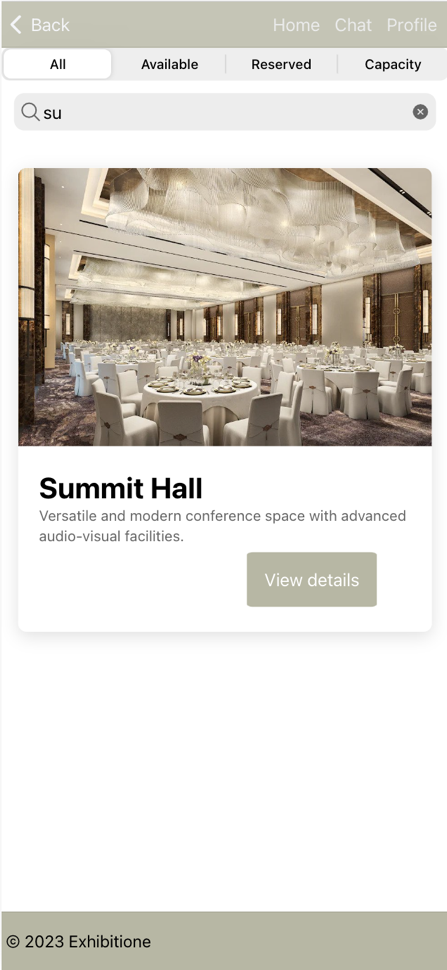 Back Home Chat Profile
All Available Reserved Capacity
su
Summit Hall
Versatile and modern conference space with advanced
audio-visual facilities.
View details
© 2023 Exhibitione